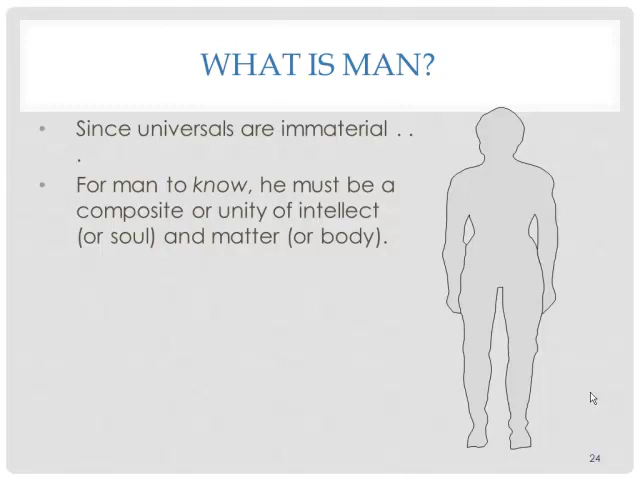 WHAT IS MAN?
• Since universals are immaterial . .
.
• For man to know, he must be a
composite or unity of intellect
(or soul) and matter (or body).
24